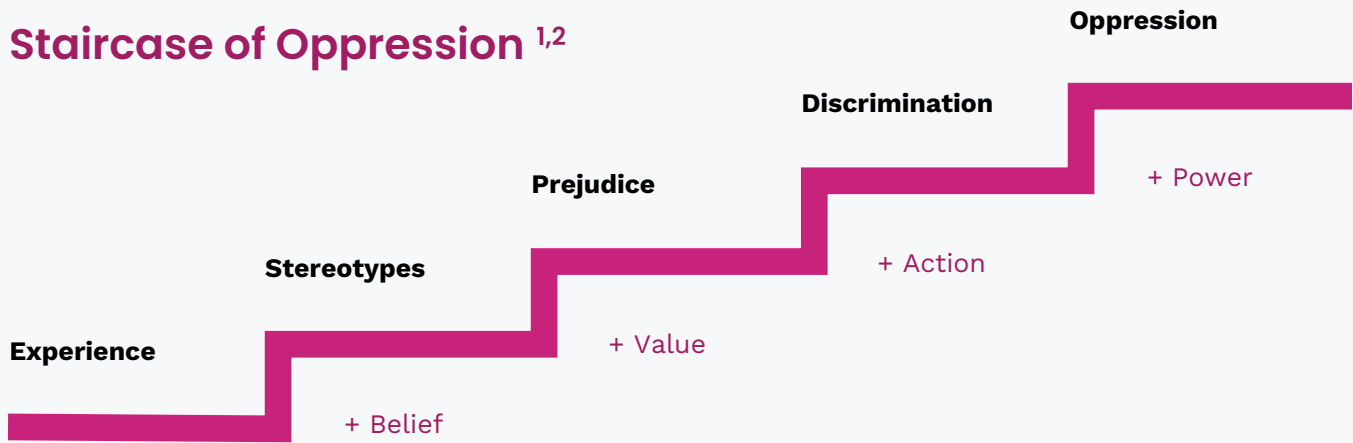 Staircase of Oppression 1,2
Oppression
Discrimination
+ Power
Prejudice
+ Action
Stereotypes
+ Value
Experience
+ Belief